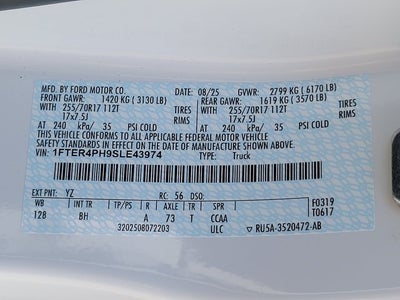 MFD. BY FORD MOTOR CO. 08/25 GVWR: 2799 KG (6170 LB)
FRONT GAWR: 1420 KG (3130 LB) REAR GAWR: 1619 KG (3570 LB)
WITH 255/70R17 112T TIRES WITH 255/70R17 112T TIRES
17x7.5J RIMS 17x7.5J RIMS
AT 240 kPa/ 35 PSI COLD AT 240 kPa/ 35 PSI COLD
THIS VEHICLE CONFORMS TO ALL APPLICABLE FEDERAL MOTOR VEHICLE SAFETY
STANDARDS IN EFFECT ON THE DATE OF MANUFACTURE SHOWN ABOVE.
VIN: 1FTER4PH9SLE43974 TYPE: Truck
EXT PNT: YZ RC: 56 DSO: F0319
WB INT TR TP/PS R AXLE TR SPR T0617
128 BH A 73 T CCAA
3202508072203 ULC RU5A-3520472-AB